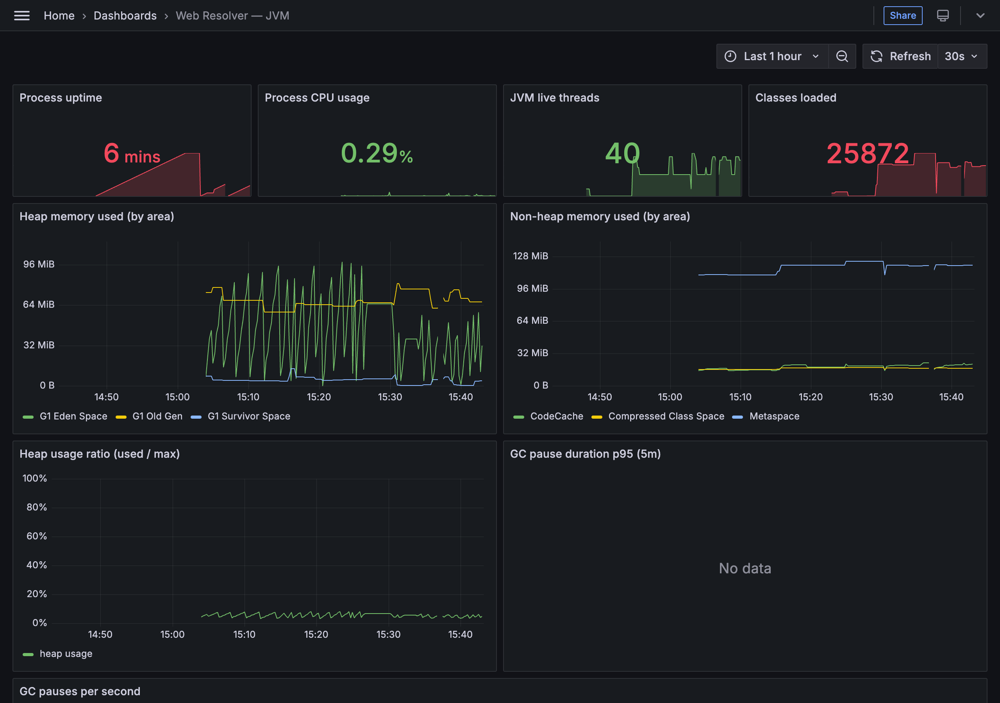 Home › Dashboards › Web Resolver — JVM
Share
Last 1 hour
Refresh
30s
Process uptime
6 mins
Process CPU usage
0.29%
JVM live threads
40
Classes loaded
25872
Heap memory used (by area)
96 MiB
64 MiB
32 MiB
0 B
14:50 15:00 15:10 15:20 15:30 15:40
G1 Eden Space G1 Old Gen G1 Survivor Space
Non-heap memory used (by area)
128 MiB
96 MiB
64 MiB
32 MiB
0 B
14:50 15:00 15:10 15:20 15:30 15:40
CodeCache Compressed Class Space Metaspace
Heap usage ratio (used / max)
100%
80%
60%
40%
20%
0%
14:50 15:00 15:10 15:20 15:30 15:40
heap usage
GC pause duration p95 (5m)
No data
GC pauses per second